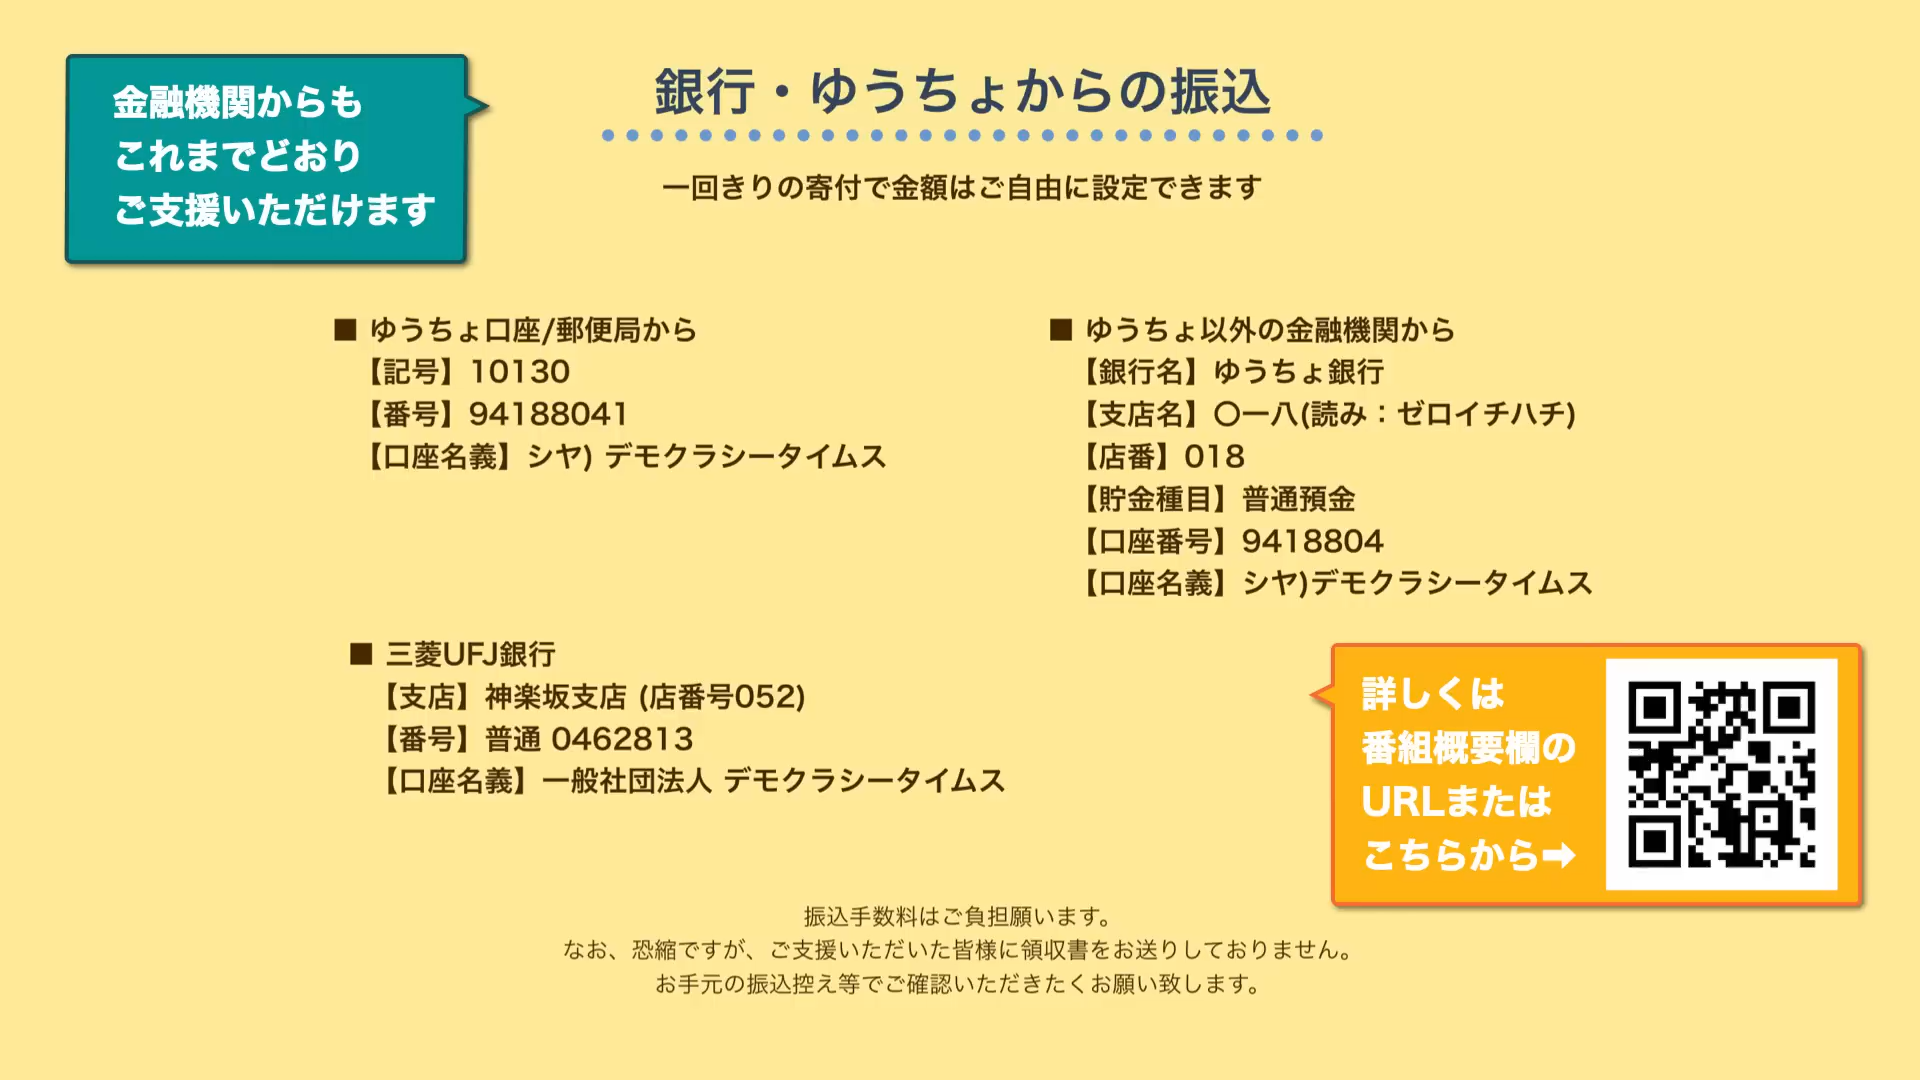 金融機関からも
これまでどおり
ご支援いただけます
銀行・ゆうちょからの振込
一回きりの寄付で金額はご自由に設定できます
■ ゆうちょ口座/郵便局から
【記号】10130
【番号】94188041
【口座名義】シヤ) デモクラシータイムス
■ ゆうちょ以外の金融機関から
【銀行名】ゆうちょ銀行
【支店名】〇一八(読み：ゼロイチハチ)
【店番】018
【貯金種目】普通預金
【口座番号】9418804
【口座名義】シヤ)デモクラシータイムス
■ 三菱UFJ銀行
【支店】神楽坂支店 (店番号052)
【番号】普通 0462813
【口座名義】一般社団法人 デモクラシータイムス
詳しくは
番組概要欄の
URLまたは
こちらから➡
振込手数料はご負担願います。
なお、恐縮ですが、ご支援いただいた皆様に領収書をお送りしておりません。
お手元の振込控え等でご確認いただきたくお願い致します。